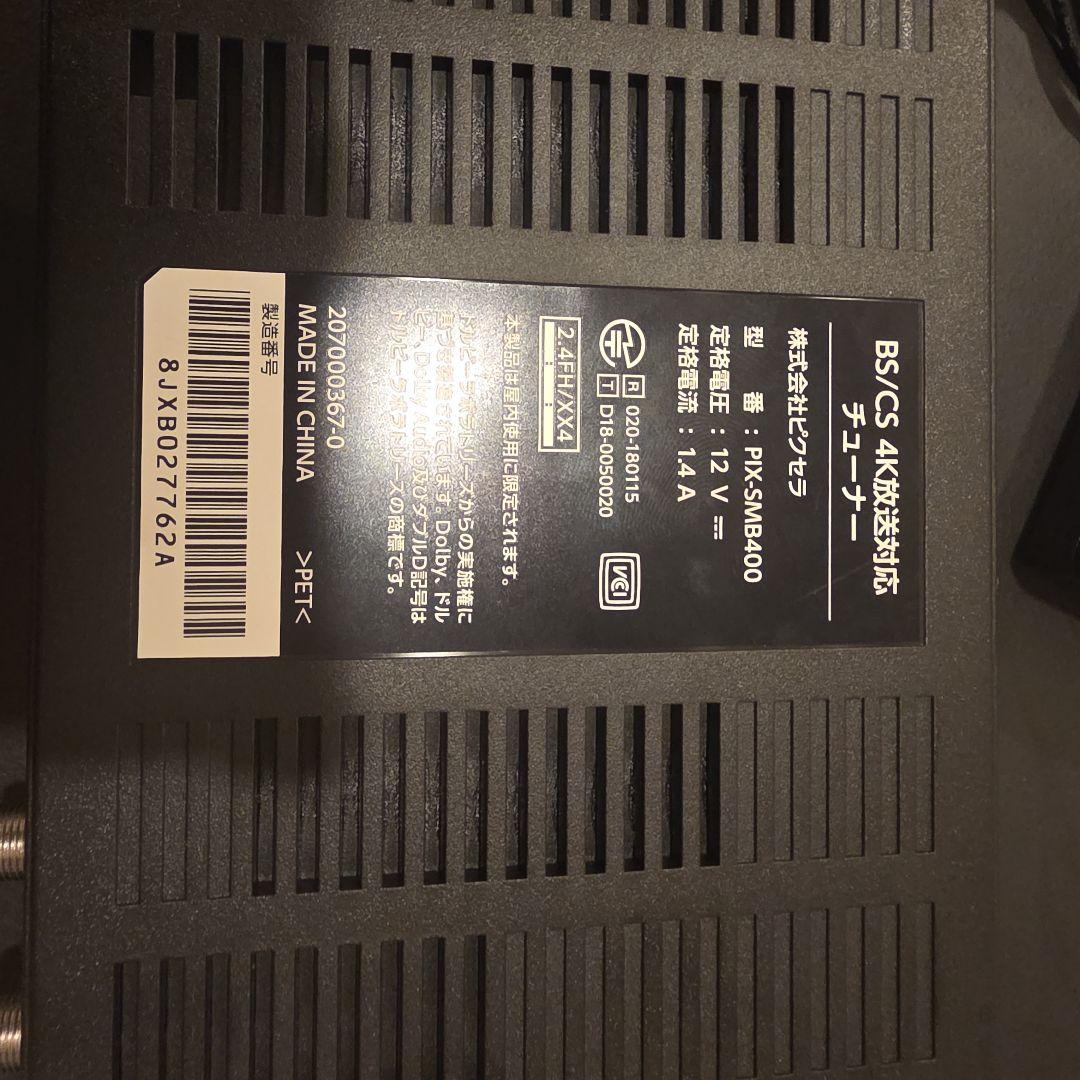 BS/CS 4K放送対応
チューナー
株式会社ピクセラ
型 番 : PIX-SMB400
定格電圧 : 12 V ⎓
定格電流 : 1.4 A
R 020-180115
T D18-0050020
VCI
2.4FH/XX4
本製品は屋内使用に限定されます。
ドルビーラボラトリーズからの実施権に
基づき製造されています。Dolby、ドル
ビー、Dolby Audio及びダブルD記号は
ドルビーラボラトリーズの商標です。
207000367-0
MADE IN CHINA >PET<
製造番号
8JXB027762A